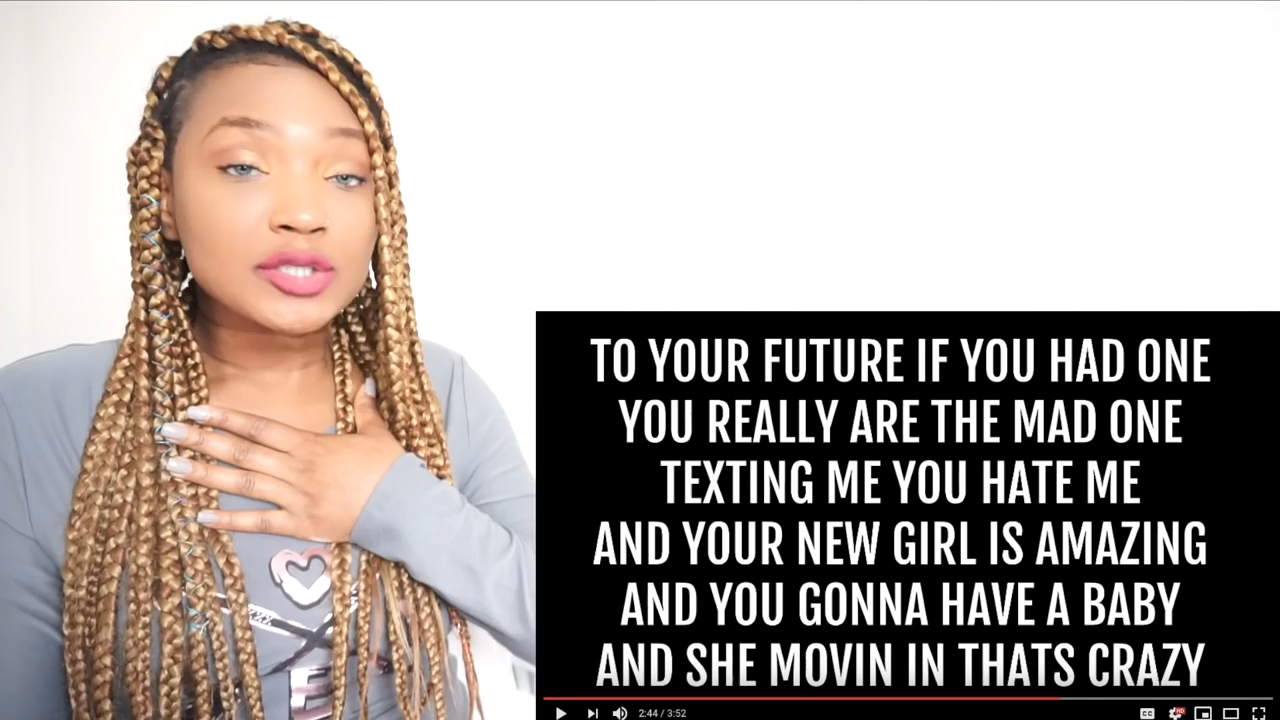 TO YOUR FUTURE IF YOU HAD ONE
YOU REALLY ARE THE MAD ONE
TEXTING ME YOU HATE ME
AND YOUR NEW GIRL IS AMAZING
AND YOU GONNA HAVE A BABY
AND SHE MOVIN IN THATS CRAZY
2:44 / 3:52
CC
HD